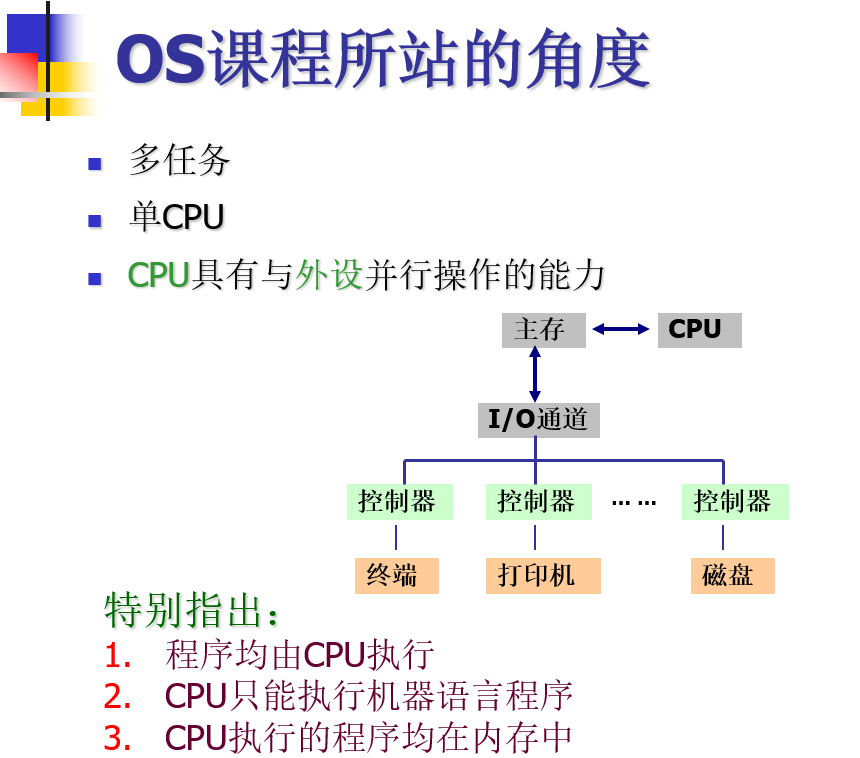 OS课程所站的角度
多任务
单CPU
CPU具有与外设并行操作的能力
主存 CPU
I/O通道
控制器 控制器 ... ... 控制器
终端 打印机 磁盘
特别指出：
1. 程序均由CPU执行
2. CPU只能执行机器语言程序
3. CPU执行的程序均在内存中